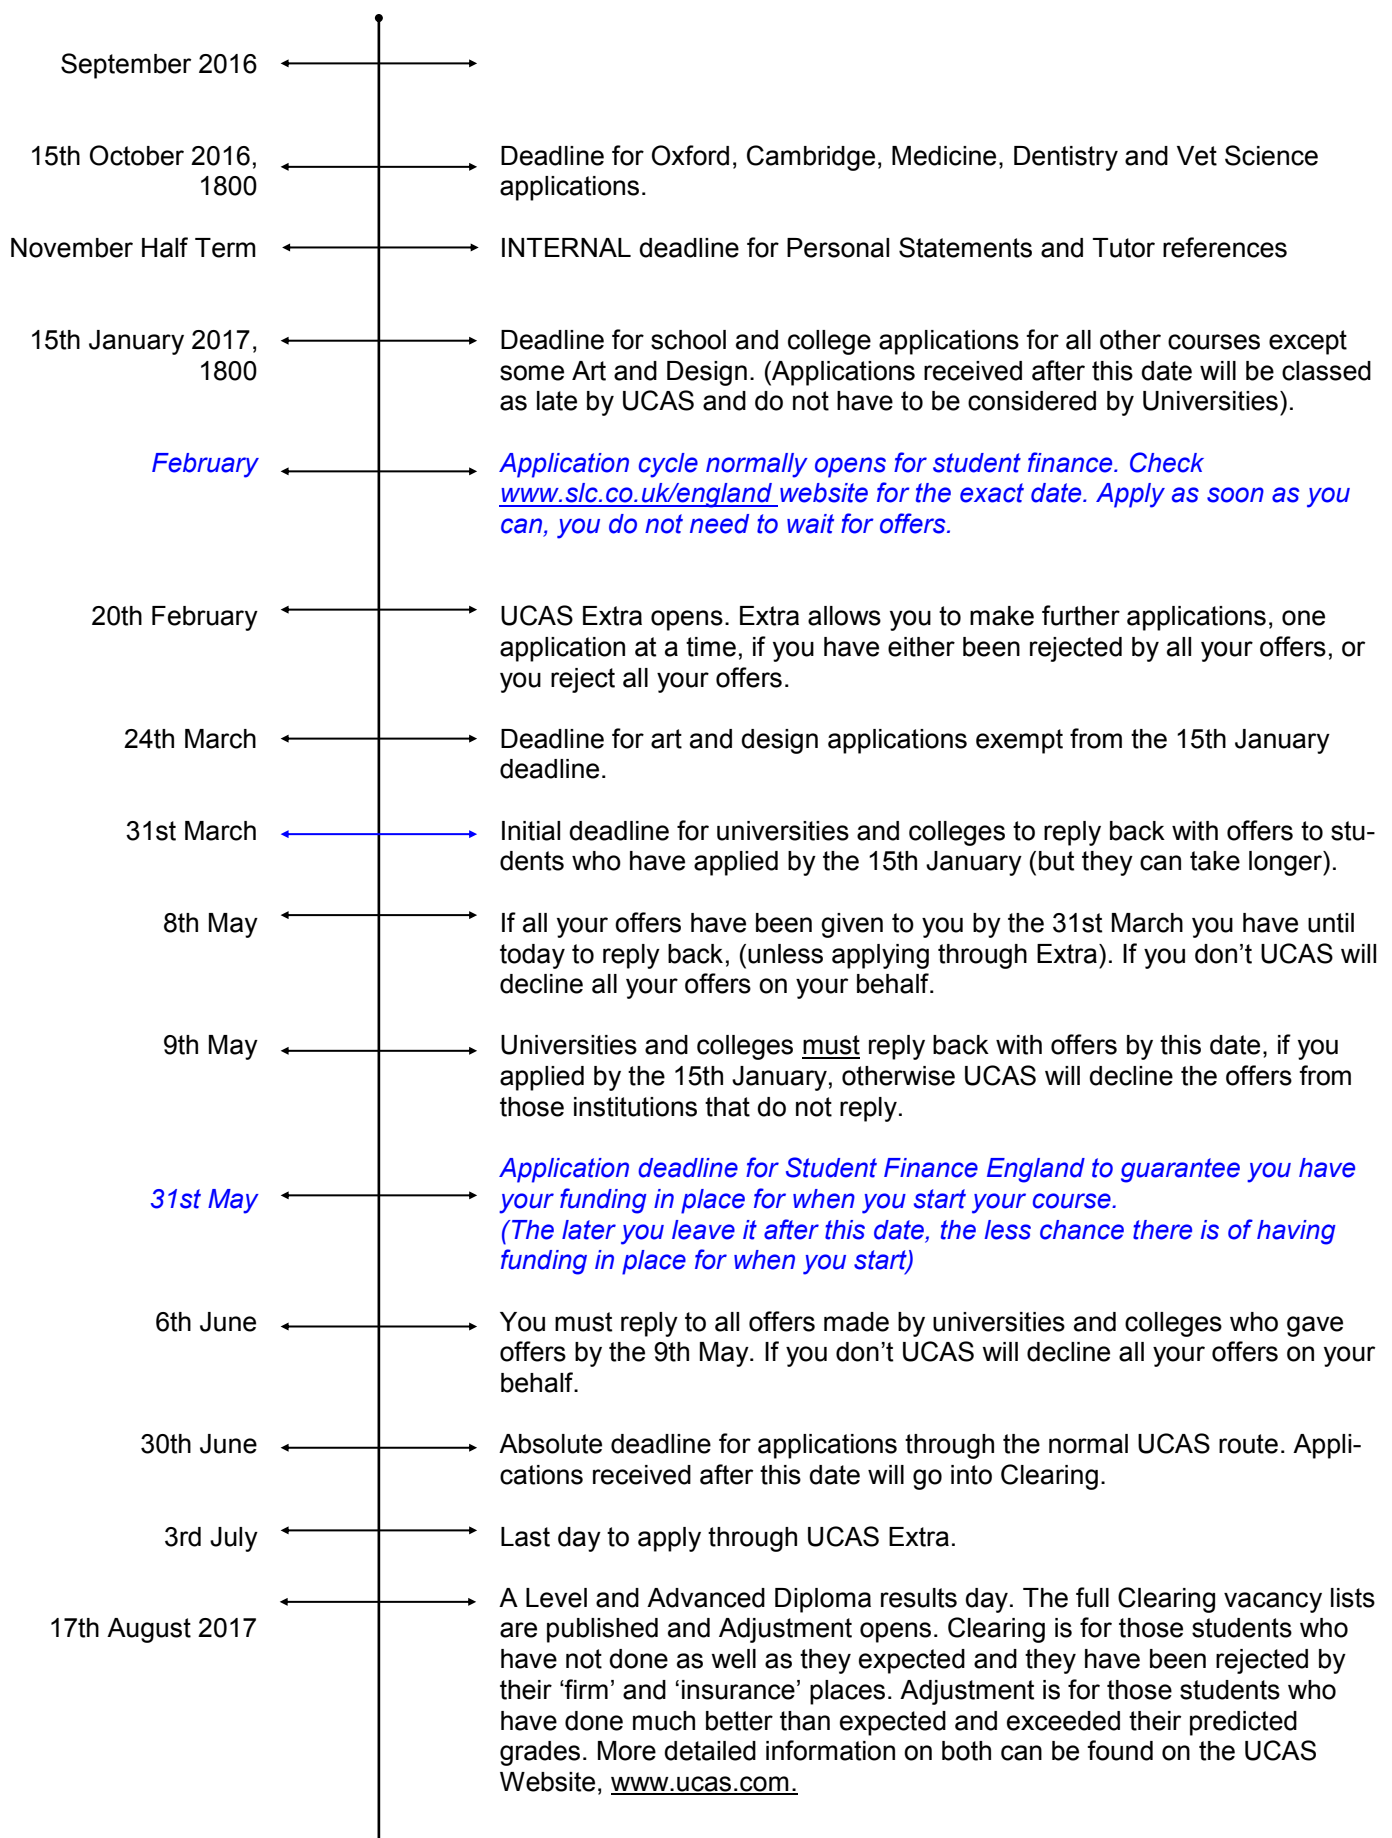 September 2016
15th October 2016,
1800
Deadline for Oxford, Cambridge, Medicine, Dentistry and Vet Science
applications.
November Half Term
INTERNAL deadline for Personal Statements and Tutor references
15th January 2017,
1800
Deadline for school and college applications for all other courses except
some Art and Design. (Applications received after this date will be classed
as late by UCAS and do not have to be considered by Universities).
February
Application cycle normally opens for student finance. Check
www.slc.co.uk/england website for the exact date. Apply as soon as you
can, you do not need to wait for offers.
20th February
UCAS Extra opens. Extra allows you to make further applications, one
application at a time, if you have either been rejected by all your offers, or
you reject all your offers.
24th March
Deadline for art and design applications exempt from the 15th January
deadline.
31st March
Initial deadline for universities and colleges to reply back with offers to stu-
dents who have applied by the 15th January (but they can take longer).
8th May
If all your offers have been given to you by the 31st March you have until
today to reply back, (unless applying through Extra). If you don’t UCAS will
decline all your offers on your behalf.
9th May
Universities and colleges must reply back with offers by this date, if you
applied by the 15th January, otherwise UCAS will decline the offers from
those institutions that do not reply.
31st May
Application deadline for Student Finance England to guarantee you have
your funding in place for when you start your course.
(The later you leave it after this date, the less chance there is of having
funding in place for when you start)
6th June
You must reply to all offers made by universities and colleges who gave
offers by the 9th May. If you don’t UCAS will decline all your offers on your
behalf.
30th June
Absolute deadline for applications through the normal UCAS route. Appli-
cations received after this date will go into Clearing.
3rd July
Last day to apply through UCAS Extra.
17th August 2017
A Level and Advanced Diploma results day. The full Clearing vacancy lists
are published and Adjustment opens. Clearing is for those students who
have not done as well as they expected and they have been rejected by
their ‘firm’ and ‘insurance’ places. Adjustment is for those students who
have done much better than expected and exceeded their predicted
grades. More detailed information on both can be found on the UCAS
Website, www.ucas.com.